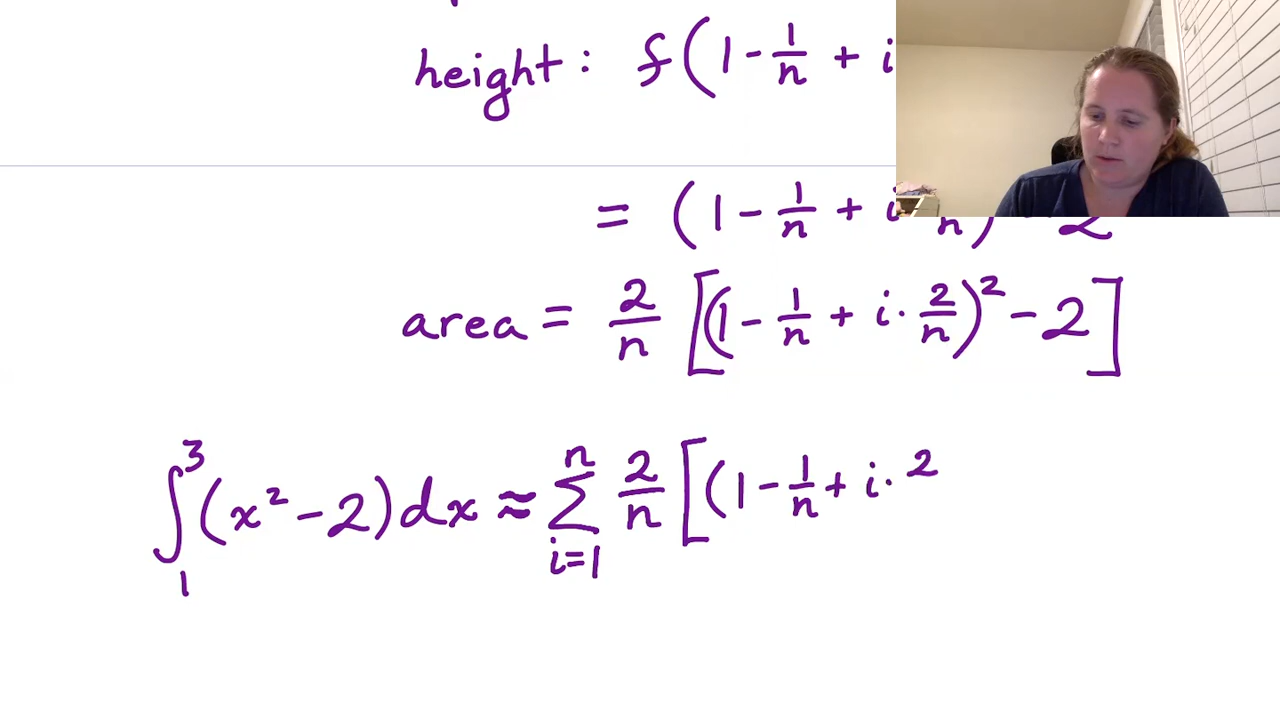 height: f(1 - 1/n + i
= (1 - 1/n + i n) 2
area = 2/n [(1 - 1/n + i · 2/n)² - 2]
∫₁³ (x² - 2) dx ≈ ∑ᵢ₌₁ⁿ 2/n [(1 - 1/n + i · 2